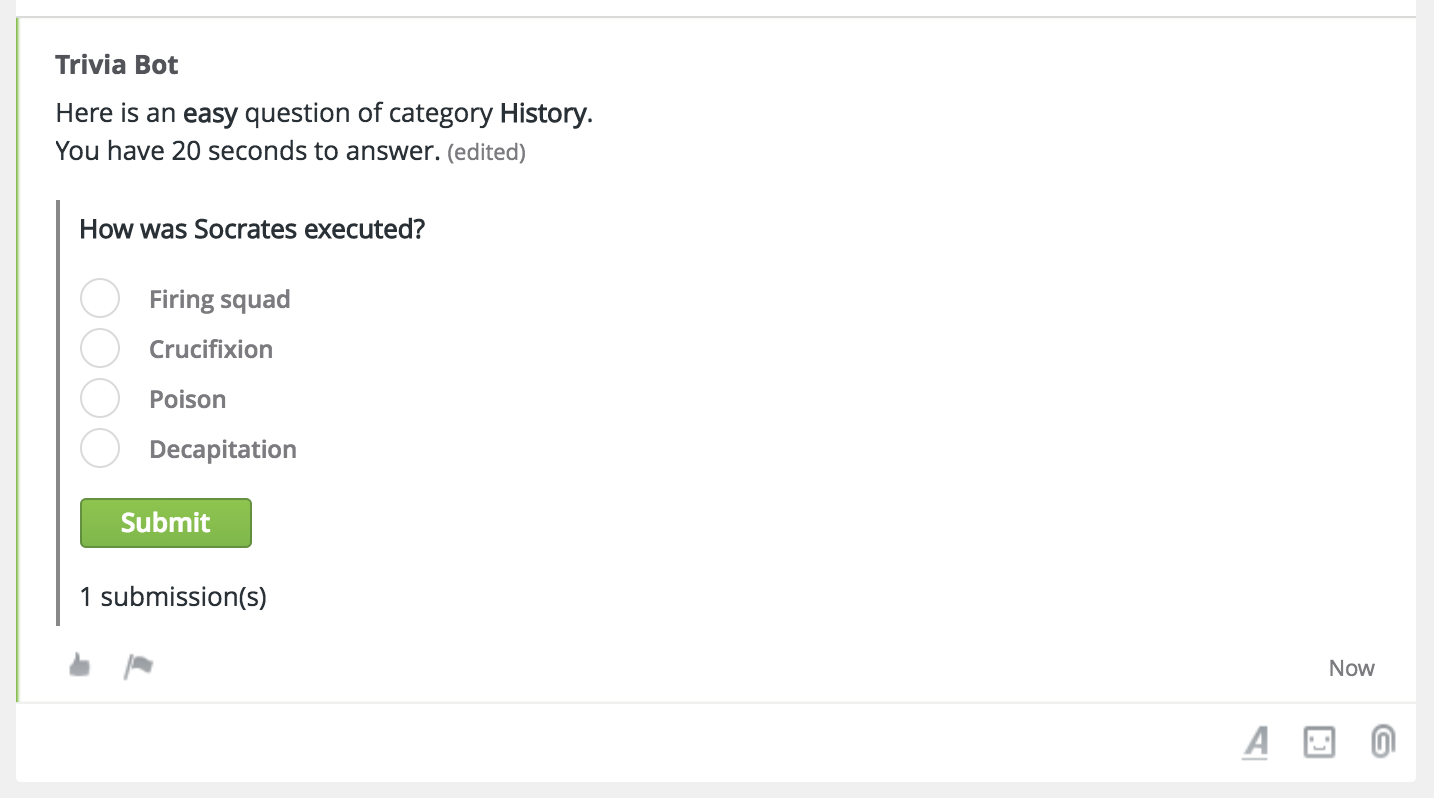 Trivia Bot
Here is an easy question of category History.
You have 20 seconds to answer. (edited)
How was Socrates executed?
Firing squad
Crucifixion
Poison
Decapitation
Submit
1 submission(s)
Now
A